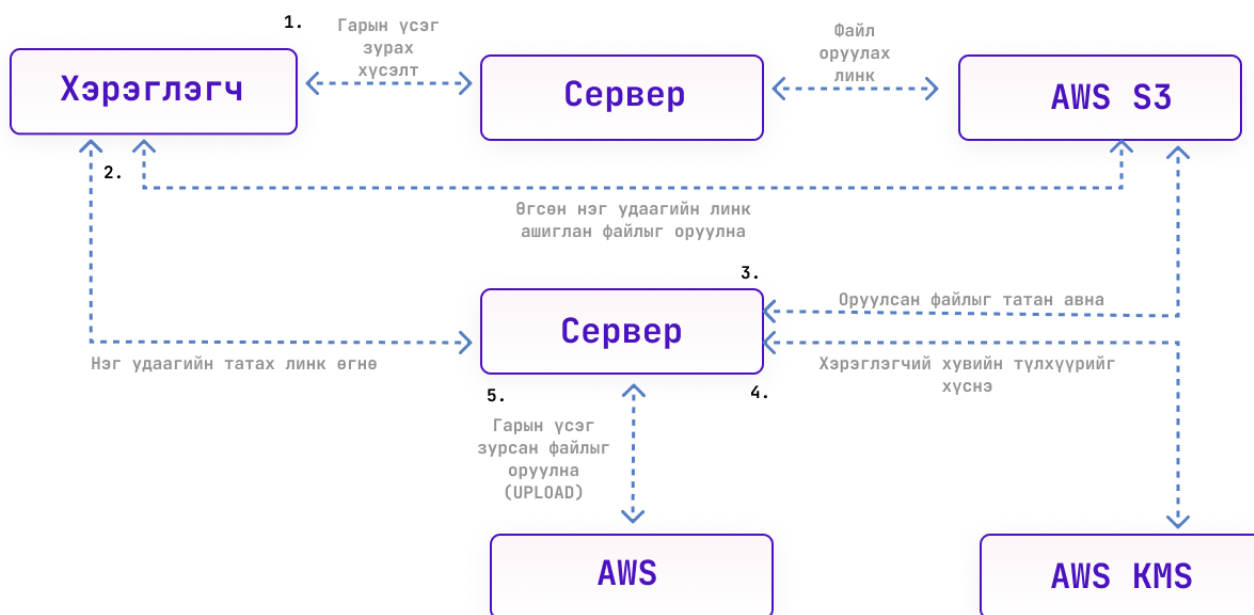 1.
Гарын үсэг
зурах
хүсэлт
Файл
оруулах
линк
Хэрэглэгч
Сервер
AWS S3
2.
Өгсөн нэг удаагийн линк
ашиглан файлыг оруулна
3.
Оруулсан файлыг татан авна
Сервер
Нэг удаагийн татах линк өгнө
Хэрэглэгчий хувийн түлхүүрийг
хүснэ
4.
5.
Гарын үсэг
зурсан файлыг
оруулна
(UPLOAD)
AWS
AWS KMS